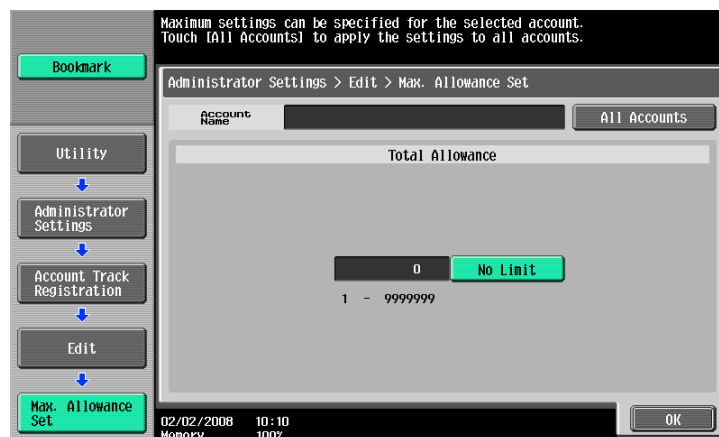 Maximum settings can be specified for the selected account.
Touch [All Accounts] to apply the settings to all accounts.
Bookmark
Administrator Settings > Edit > Max. Allowance Set
Account
Name
All Accounts
Utility
Total Allowance
Administrator
Settings
Account Track
Registration
0
No Limit
1 - 9999999
Edit
Max. Allowance
Set
02/02/2008 10:10
Memory 100%
OK